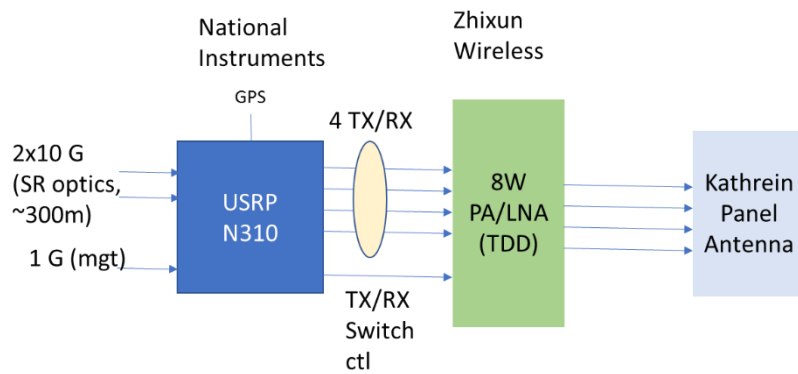 National
Instruments
Zhixun
Wireless
GPS
4 TX/RX
2x10 G
(SR optics,
~300m)
1 G (mgt)
USRP
N310
TX/RX
Switch
ctl
8W
PA/LNA
(TDD)
Kathrein
Panel
Antenna